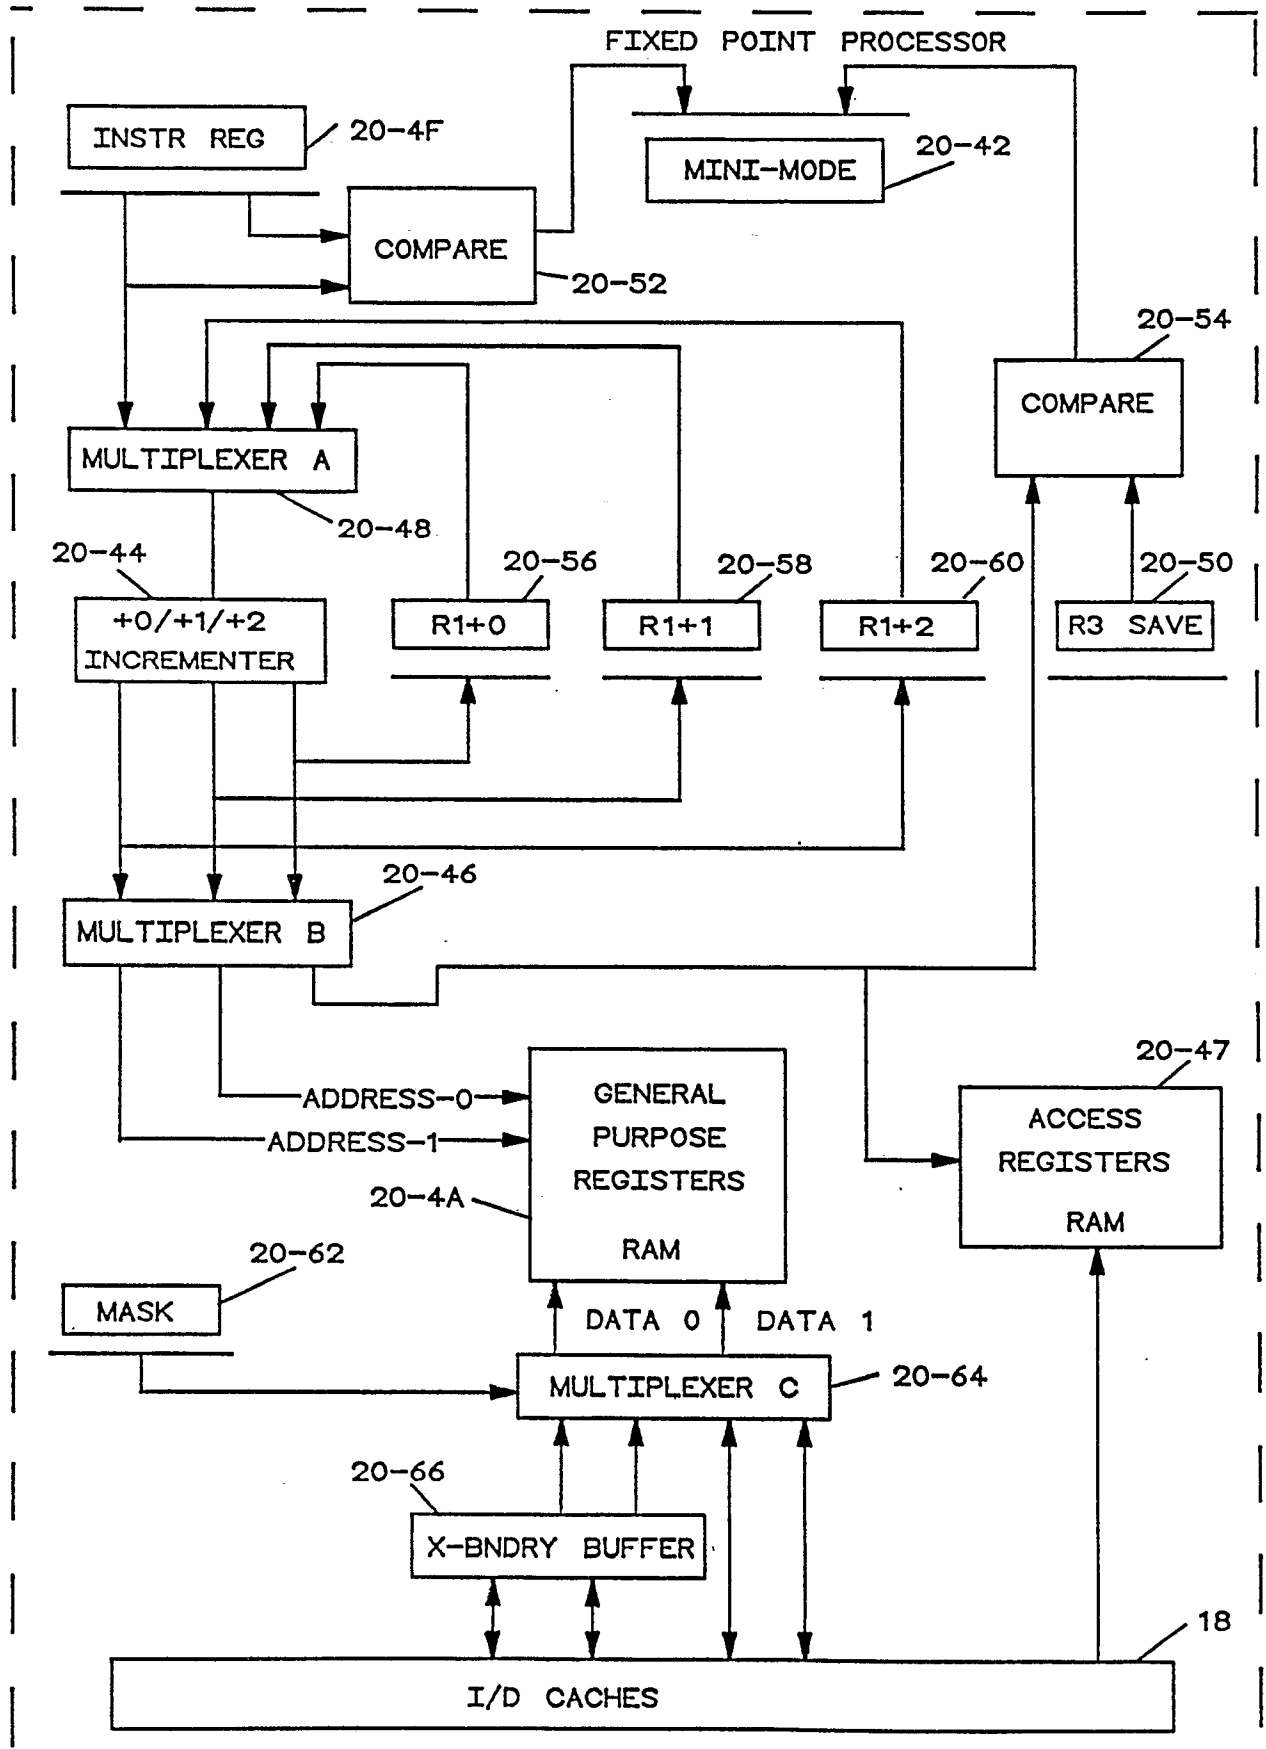 FIXED POINT PROCESSOR
INSTR REG
20-4F
MINI-MODE
20-42
COMPARE
20-52
20-54
COMPARE
MULTIPLEXER A
20-48
20-44
+0/+1/+2
INCREMENTER
20-56
R1+0
20-58
R1+1
20-60
R1+2
20-50
R3 SAVE
20-46
MULTIPLEXER B
ADDRESS-0
ADDRESS-1
GENERAL
PURPOSE
REGISTERS
RAM
20-4A
20-47
ACCESS
REGISTERS
RAM
20-62
MASK
DATA 0
DATA 1
MULTIPLEXER C
20-64
20-66
X-BNDRY BUFFER
18
I/D CACHES